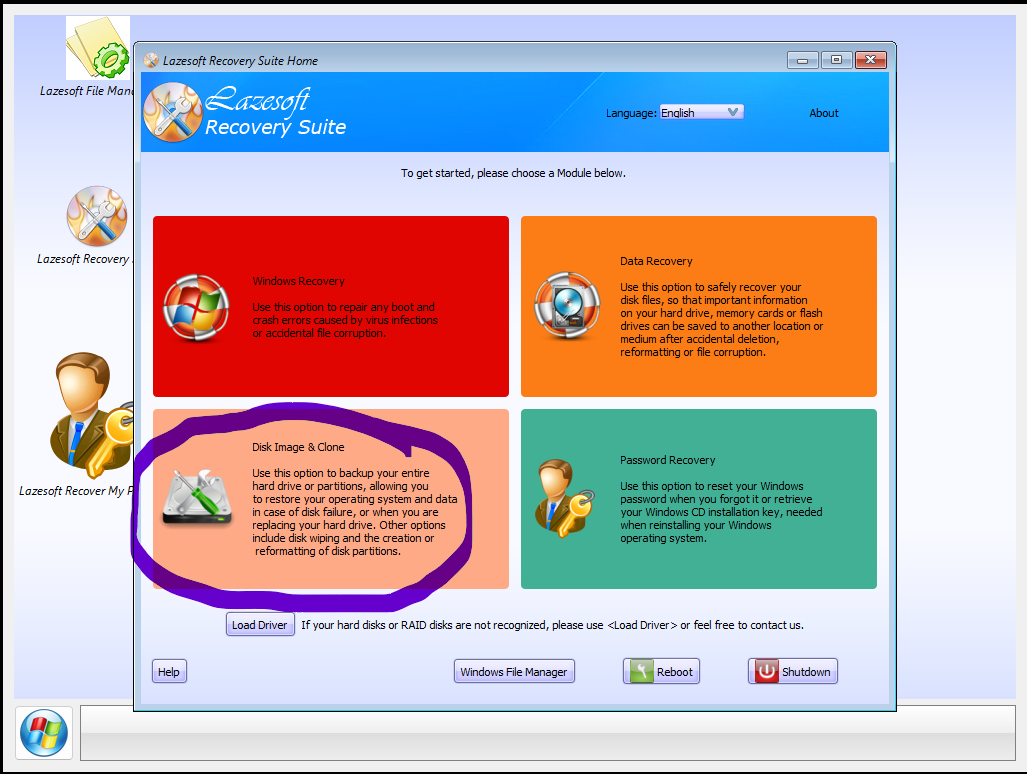 Lazesoft File Mana
Lazesoft Recovery
Lazesoft Recover My P
Lazesoft Recovery Suite Home
Lazesoft
Recovery Suite
Language: English
About
To get started, please choose a Module below.
Windows Recovery
Use this option to repair any boot and
crash errors caused by virus infections
or accidental file corruption.
Data Recovery
Use this option to safely recover your
disk files, so that important information
on your hard drive, memory cards or flash
drives can be saved to another location or
medium after accidental deletion,
reformatting or file corruption.
Disk Image & Clone
Use this option to backup your entire
hard drive or partitions, allowing you
to restore your operating system and data
in case of disk failure, or when you are
replacing your hard drive. Other options
include disk wiping and the creation or
reformatting of disk partitions.
Password Recovery
Use this option to reset your Windows
password when you forgot it or retrieve
your Windows CD installation key, needed
when reinstalling your Windows
operating system.
Load Driver If your hard disks or RAID disks are not recognized, please use <Load Driver> or feel free to contact us.
Help
Windows File Manager
Reboot
Shutdown